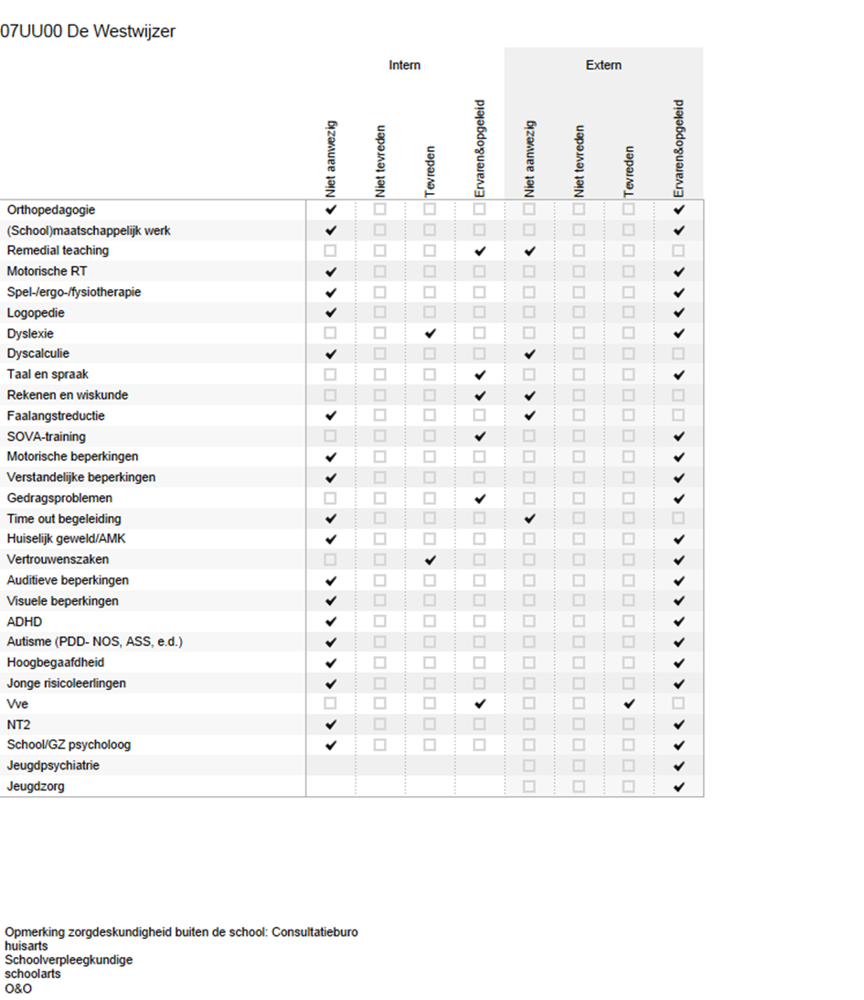 07UU00 De Westwijzer
Intern Extern
Niet aanwezig Niet tevreden Tevreden Ervaren&opgeleid Niet aanwezig Niet tevreden Tevreden Ervaren&opgeleid
Orthopedagogie
(School)maatschappelijk werk
Remedial teaching
Motorische RT
Spel-/ergo-/fysiotherapie
Logopedie
Dyslexie
Dyscalculie
Taal en spraak
Rekenen en wiskunde
Faalangstreductie
SOVA-training
Motorische beperkingen
Verstandelijke beperkingen
Gedragsproblemen
Time out begeleiding
Huiselijk geweld/AMK
Vertrouwenszaken
Auditieve beperkingen
Visuele beperkingen
ADHD
Autisme (PDD- NOS, ASS, e.d.)
Hoogbegaafdheid
Jonge risicoleerlingen
Vve
NT2
School/GZ psycholoog
Jeugdpsychiatrie
Jeugdzorg
Opmerking zorgdeskundigheid buiten de school: Consultatieburo
huisarts
Schoolverpleegkundige
schoolarts
O&O